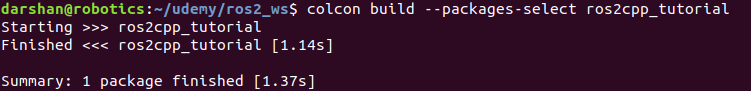 darshan@robotics:~/udemy/ros2_ws$ colcon build --packages-select ros2cpp_tutorial
Starting >>> ros2cpp_tutorial
Finished <<< ros2cpp_tutorial [1.14s]
Summary: 1 package finished [1.37s]